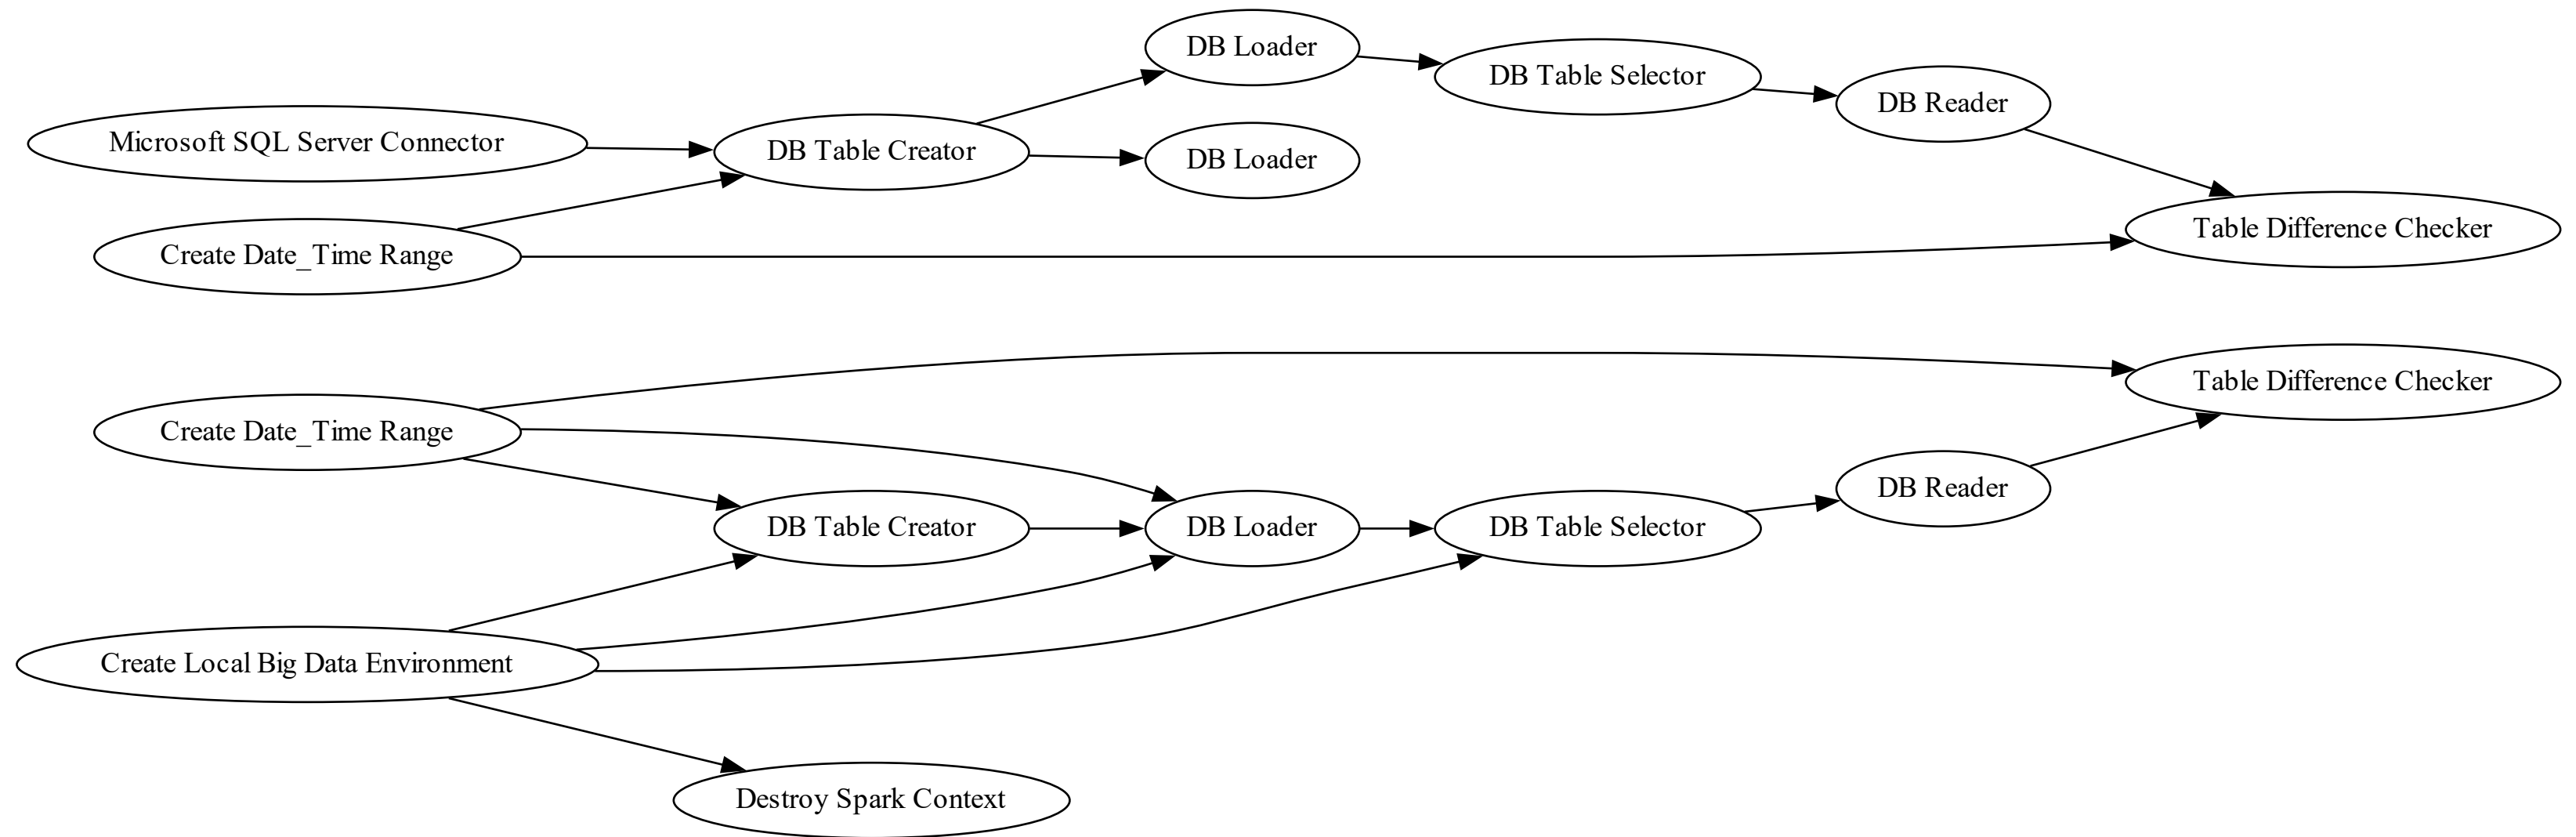 DB Loader
DB Table Selector
DB Reader
Microsoft SQL Server Connector
DB Table Creator
DB Loader
Create Date_Time Range
Table Difference Checker
Table Difference Checker
Create Date_Time Range
DB Reader
DB Table Creator
DB Loader
DB Table Selector
Create Local Big Data Environment
Destroy Spark Context